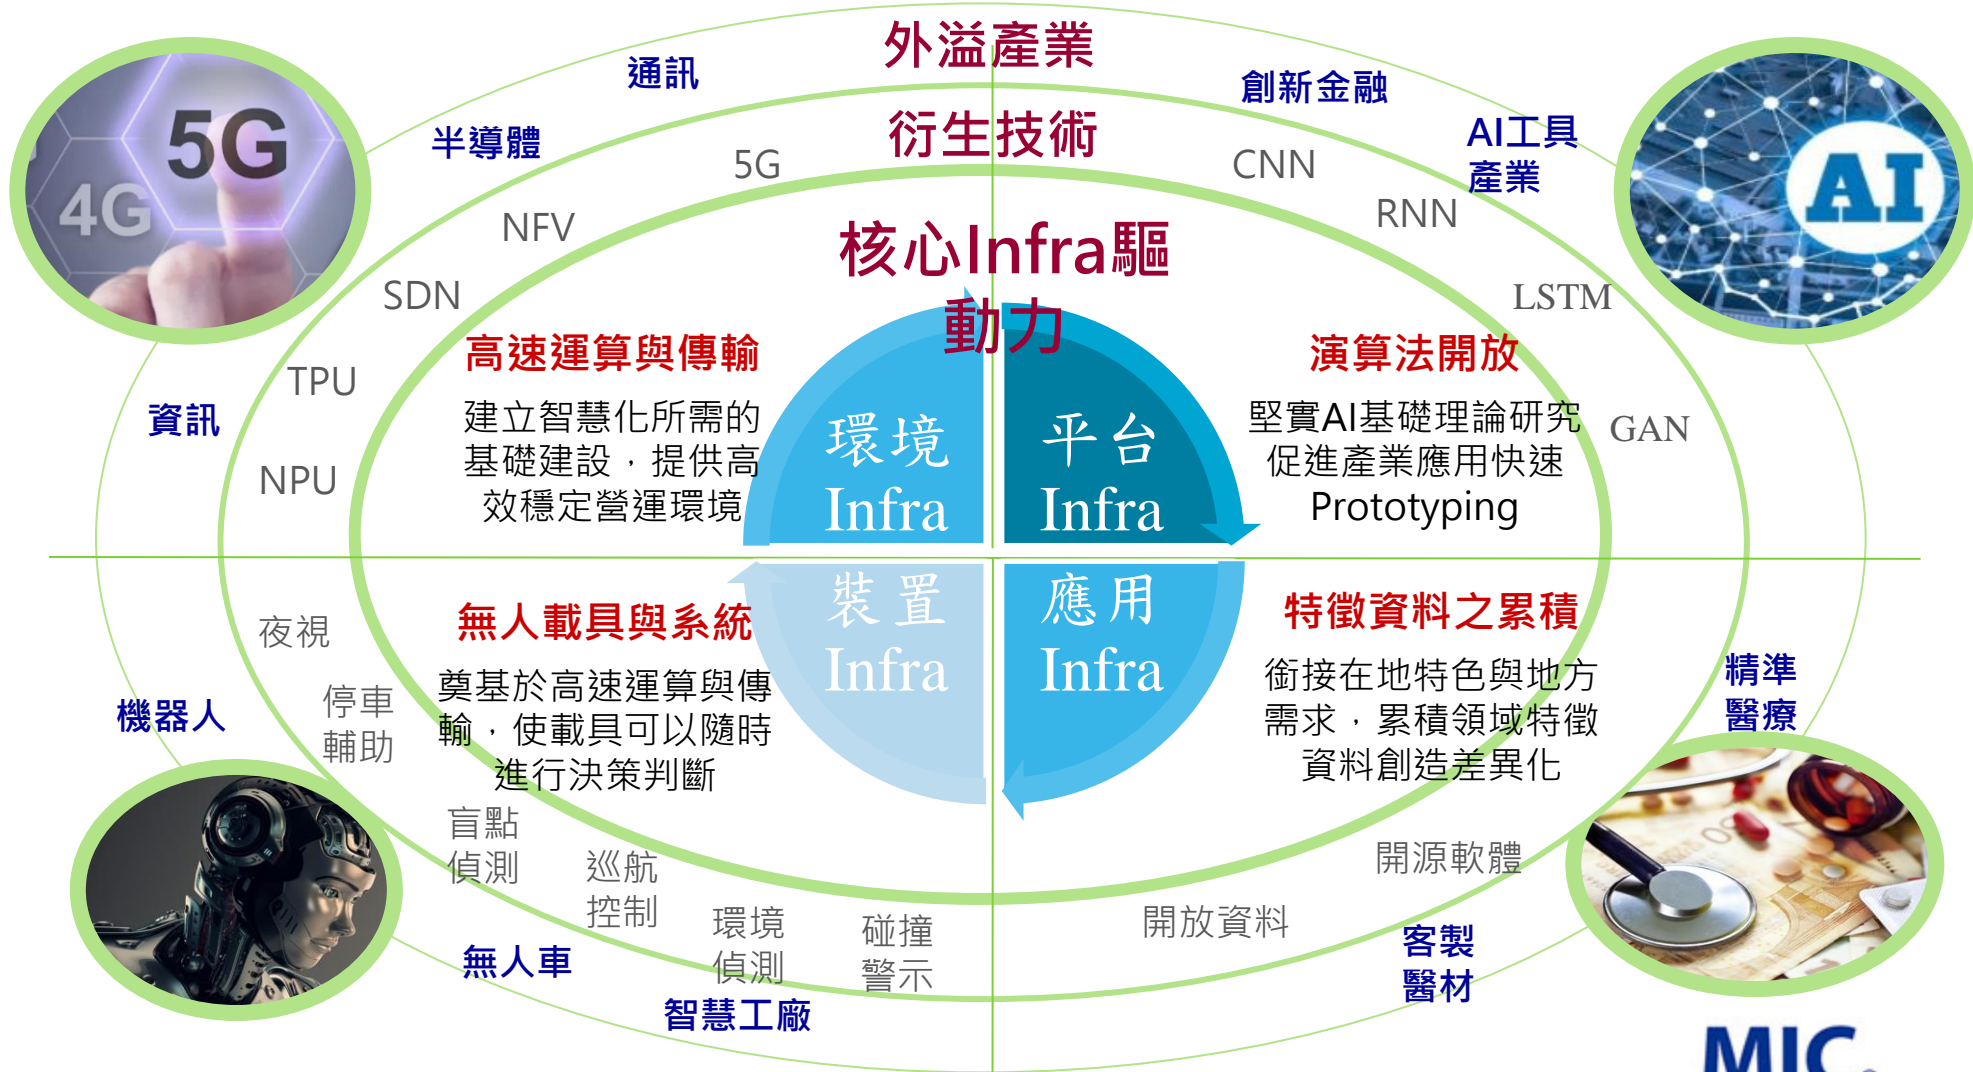 外溢產業
通訊
創新金融
半導體
AI工具
產業
衍生技術
5G
CNN
RNN
NFV
SDN
LSTM
TPU
GAN
NPU
資訊
5G
4G
AI
核心Infra驅
動力
高速運算與傳輸
建立智慧化所需的
基礎建設，提供高
效穩定營運環境
環境
Infra
平台
Infra
演算法開放
堅實AI基礎理論研究
促進產業應用快速
Prototyping
無人載具與系統
奠基於高速運算與傳
輸，使載具可以隨時
進行決策判斷
裝置
Infra
應用
Infra
特徵資料之累積
銜接在地特色與地方
需求，累積領域特徵
資料創造差異化
夜視
停車
輔助
盲點
偵測
巡航
控制
環境
偵測
碰撞
警示
開放資料
開源軟體
機器人
無人車
智慧工廠
客製
醫材
精準
醫療
MIC